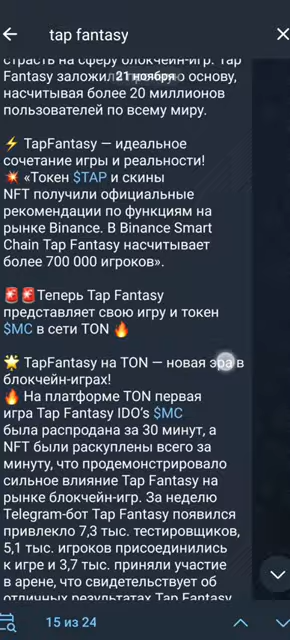 tap fantasy
страсть на сферу блокчейн-игр. Tap
Fantasy заложил
21 ноября
основу,
насчитывая более 20 миллионов
пользователей по всему миру.
⚡ TapFantasy — идеальное
сочетание игры и реальности!
💥 «Токен $TAP и скины
NFT получили официальные
рекомендации по функциям на
рынке Binance. В Binance Smart
Chain Tap Fantasy насчитывает
более 700 000 игроков».
🚨🚨Теперь Tap Fantasy
представляет свою игру и токен
$MC в сети TON 🔥
🌟 TapFantasy на TON — новая эра в
блокчейн-играх!
🔥 На платформе TON первая
игра Tap Fantasy IDO’s $MC
была распродана за 30 минут, а
NFT были раскуплены всего за
минуту, что продемонстрировало
сильное влияние Tap Fantasy на
рынке блокчейн-игр. За неделю
Telegram-бот Tap Fantasy появился
привлекло 7,3 тыс. тестировщиков,
5,1 тыс. игроков присоединились
к игре и 3,7 тыс. приняли участие
в арене, что свидетельствует об
отличных результатах Tap Fantasy
15 из 24